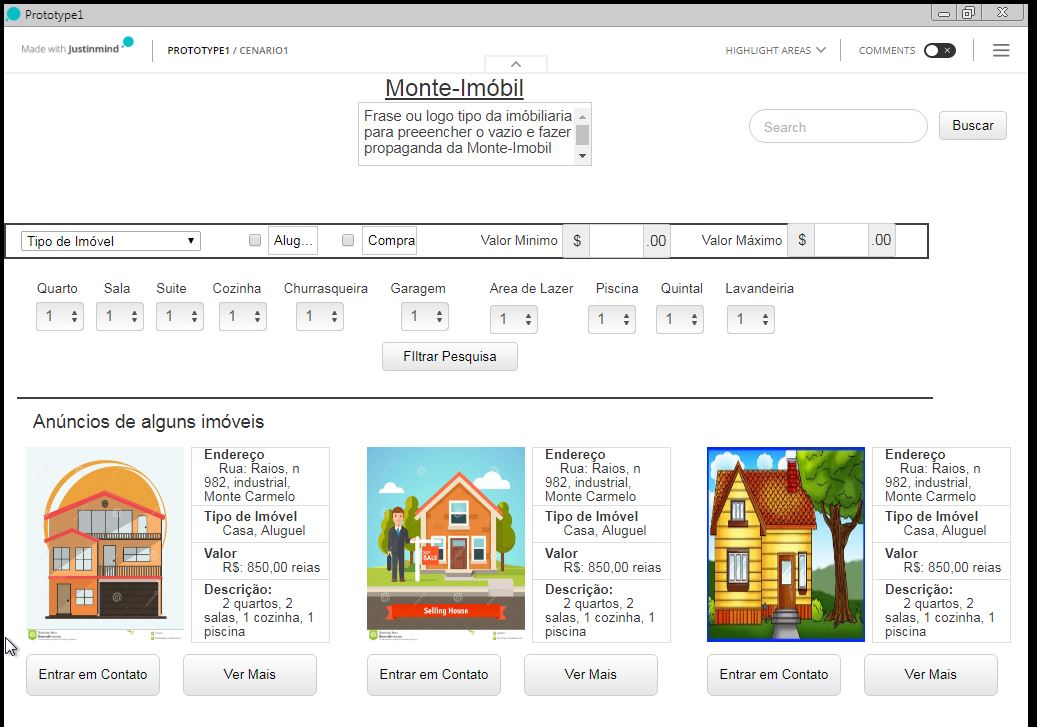 Prototype1
Made with Justinmind
PROTOTYPE1 / CENARIO1
HIGHLIGHT AREAS
COMMENTS
Monte-Imóbil
Frase ou logo tipo da imóbiliaria
para preeencher o vazio e fazer
propaganda da Monte-Imobil
Search
Buscar
Tipo de Imóvel
Alug...
Compra
Valor Minimo $ .00
Valor Máximo $ .00
Quarto Sala Suite Cozinha Churrasqueira Garagem Area de Lazer Piscina Quintal Lavanderiia
1 1 1 1 1 1 1 1 1 1
FIltrar Pesquisa
Anúncios de alguns imóveis
Endereço
Rua: Raios, n
982, industrial,
Monte Carmelo
Tipo de Imóvel
Casa, Aluguel
Valor
R$: 850,00 reias
Descrição:
2 quartos, 2
salas, 1 cozinha, 1
piscina
Entrar em Contato
Ver Mais
FOR
SALE
Selling House
Endereço
Rua: Raios, n
982, industrial,
Monte Carmelo
Tipo de Imóvel
Casa, Aluguel
Valor
R$: 850,00 reias
Descrição:
2 quartos, 2
salas, 1 cozinha, 1
piscina
Entrar em Contato
Ver Mais
Endereço
Rua: Raios, n
982, industrial,
Monte Carmelo
Tipo de Imóvel
Casa, Aluguel
Valor
R$: 850,00 reias
Descrição:
2 quartos, 2
salas, 1 cozinha, 1
piscina
Entrar em Contato
Ver Mais